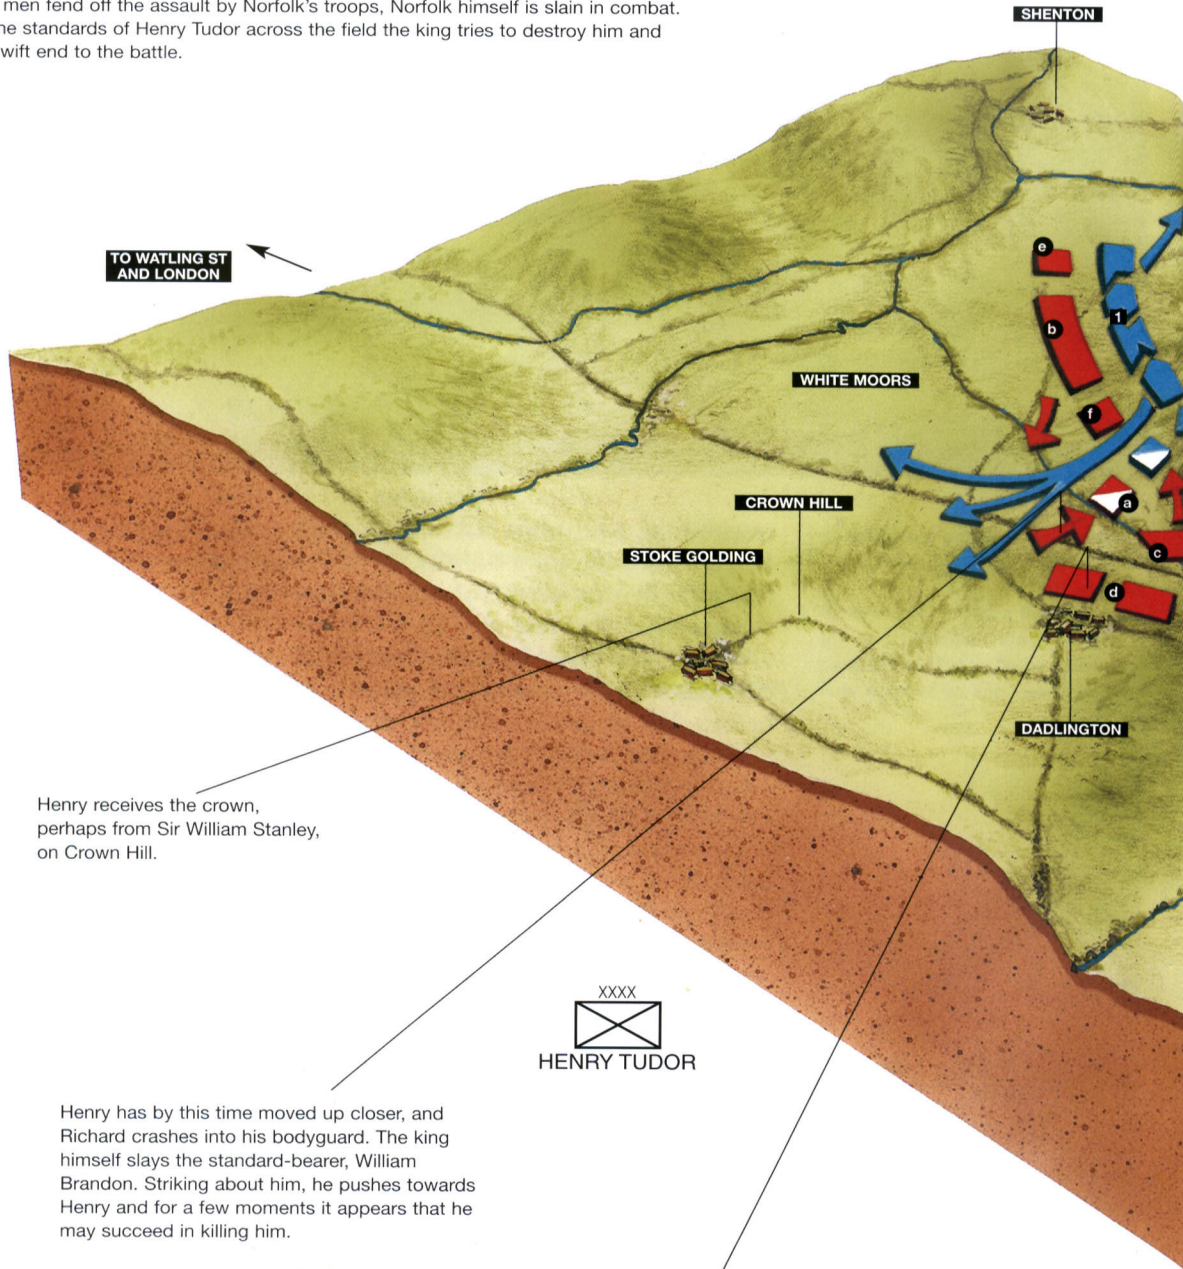 men fend off the assault by Norfolk's troops, Norfolk himself is slain in combat.
he standards of Henry Tudor across the field the king tries to destroy him and
wift end to the battle.
SHENTON
TO WATLING ST
AND LONDON
e
b
1
WHITE MOORS
f
CROWN HILL
a
STOKE GOLDING
c
d
DADLINGTON
Henry receives the crown,
perhaps from Sir William Stanley,
on Crown Hill.
XXXX
HENRY TUDOR
Henry has by this time moved up closer, and
Richard crashes into his bodyguard. The king
himself slays the standard-bearer, William
Brandon. Striking about him, he pushes towards
Henry and for a few moments it appears that he
may succeed in killing him.